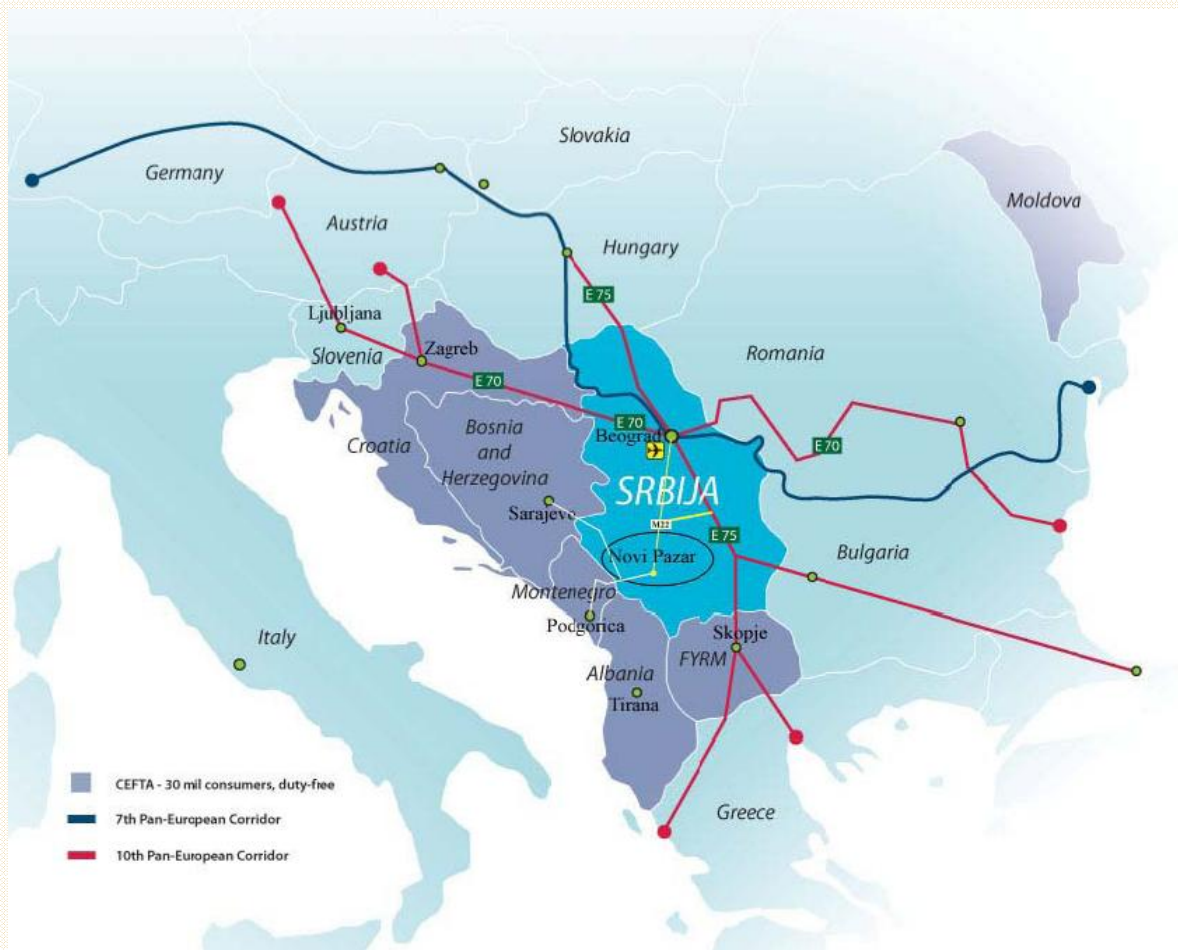 Slovakia
Germany
Moldova
Austria
Hungary
E 75
Ljubljana
Slovenia
Zagreb
Romania
E 70
E 70
E 70
Beograd
Croatia
Bosnia
and
Herzegovina
SRBIJA
Sarajevo
M22
E 75
Novi Pazar
Bulgaria
Montenegro
Podgorica
Skopje
FYRM
Italy
Albania
Tirana
Greece
CEFTA - 30 mil consumers, duty-free
7th Pan-European Corridor
10th Pan-European Corridor